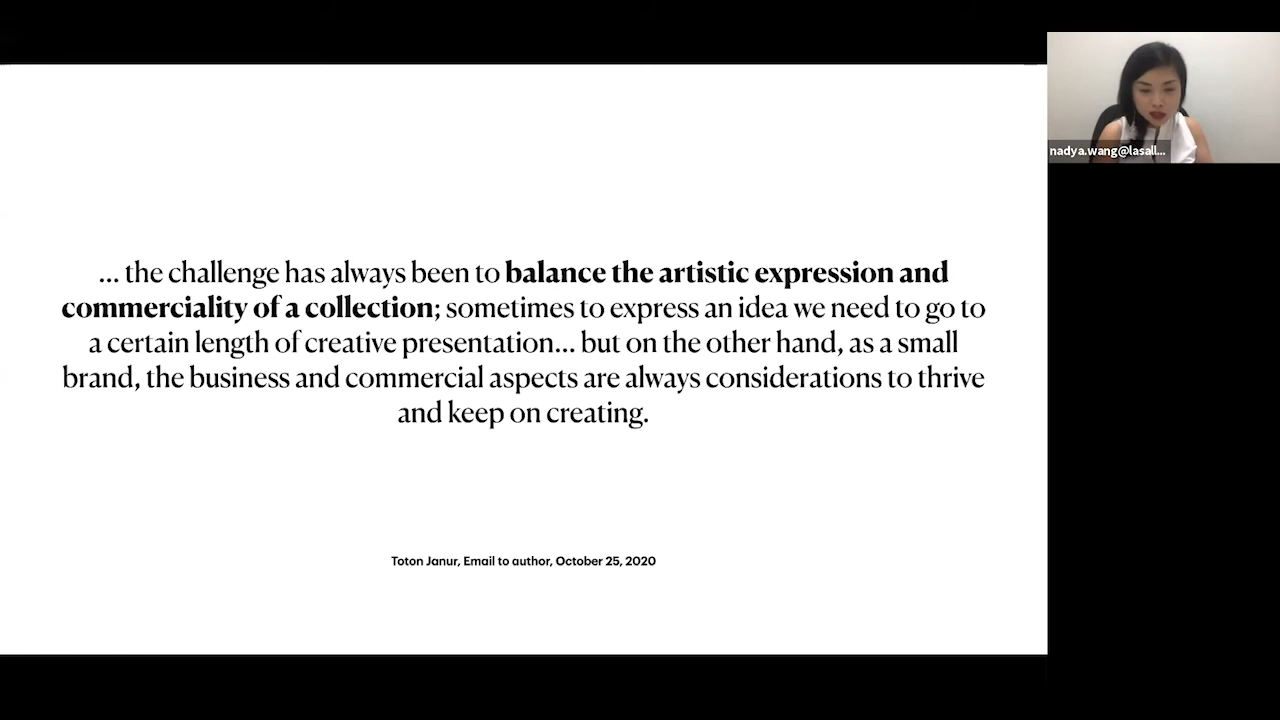 ... the challenge has always been to balance the artistic expression and
commerciality of a collection; sometimes to express an idea we need to go to
a certain length of creative presentation... but on the other hand, as a small
brand, the business and commercial aspects are always considerations to thrive
and keep on creating.
Toton Janur, Email to author, October 25, 2020
nadya.wang@lasall...